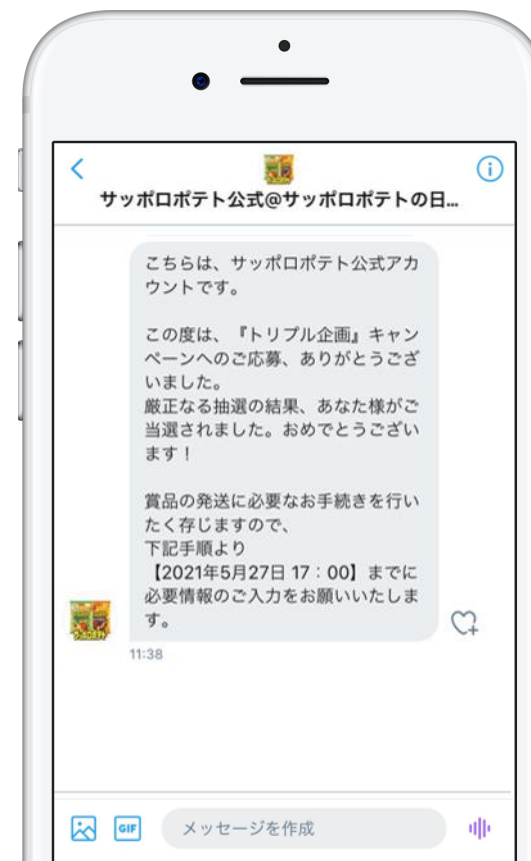 サッポロポテト公式@サッポロポテトの日...
こちらは、サッポロポテト公式アカ
ウントです。
この度は、『トリプル企画』キャン
ペーンへのご応募、ありがとうござ
いました。
厳正なる抽選の結果、あなた様がご
当選されました。おめでとうござい
ます！
賞品の発送に必要なお手続きを行い
たく存じますので、
下記手順より
【2021年5月27日 17：00】までに
必要情報のご入力をお願いいたしま
す。
11:38
GIF
メッセージを作成